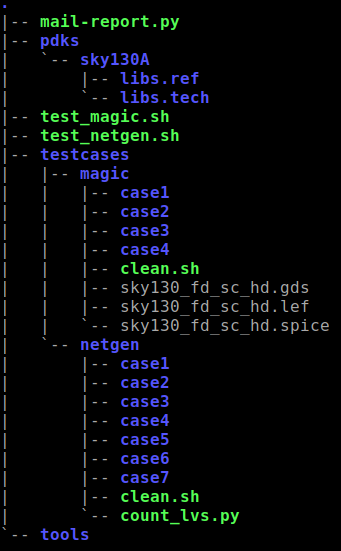 .
|-- mail-report.py
|-- pdks
|   `-- sky130A
|       |-- libs.ref
|       `-- libs.tech
|-- test_magic.sh
|-- test_netgen.sh
|-- testcases
|   |-- magic
|   |   |-- case1
|   |   |-- case2
|   |   |-- case3
|   |   |-- case4
|   |   |-- clean.sh
|   |   |-- sky130_fd_sc_hd.gds
|   |   |-- sky130_fd_sc_hd.lef
|   |   `-- sky130_fd_sc_hd.spice
|   `-- netgen
|       |-- case1
|       |-- case2
|       |-- case3
|       |-- case4
|       |-- case5
|       |-- case6
|       |-- case7
|       |-- clean.sh
|       `-- count_lvs.py
`-- tools